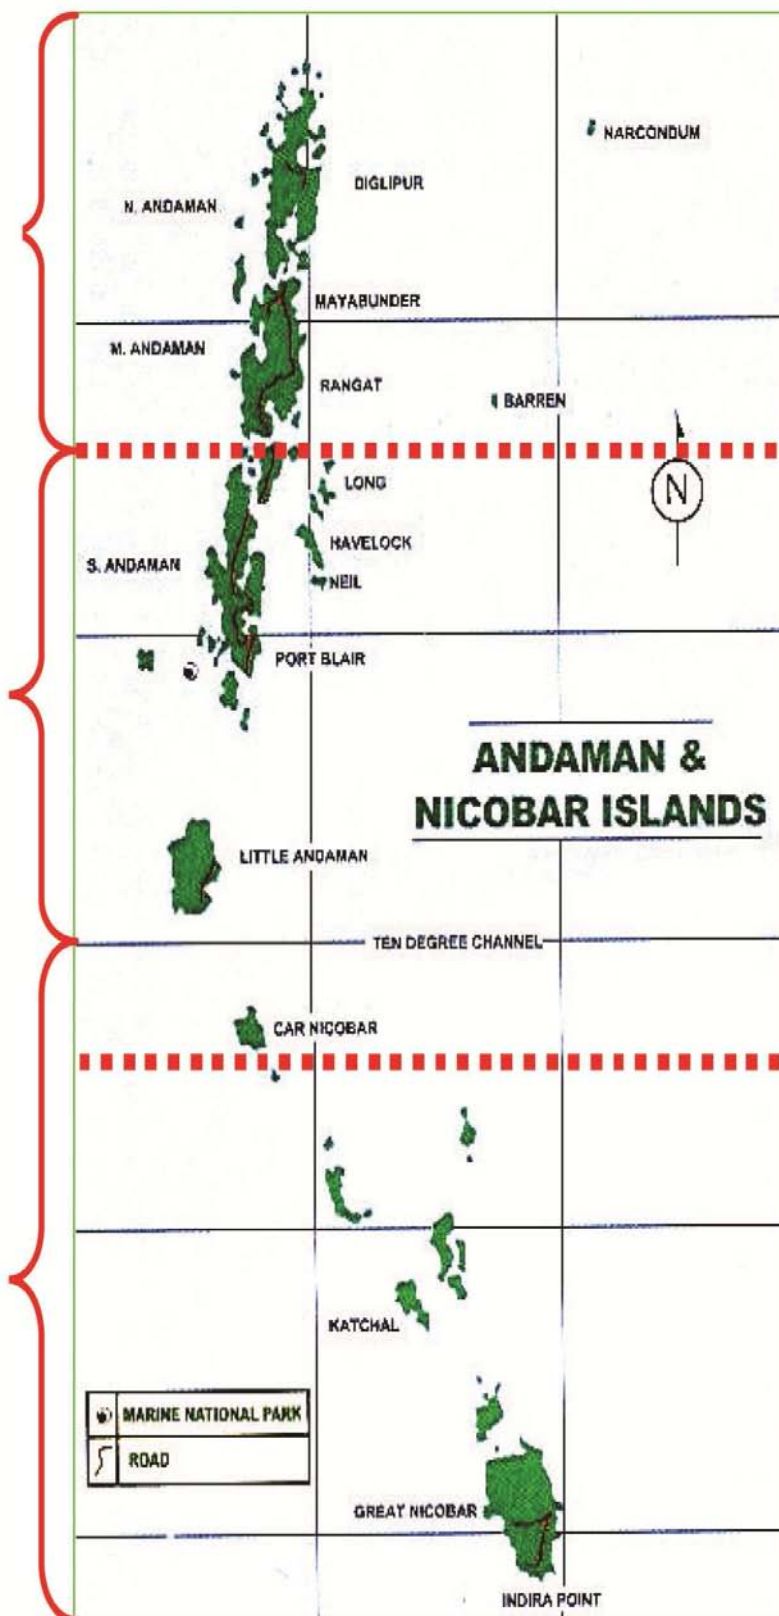 NARCONDUM
DIGLIPUR
N. ANDAMAN
MAYABUNDER
M. ANDAMAN
RANGAT
BARREN
LONG
N
HAVELOCK
S. ANDAMAN
NEIL
PORT BLAIR
ANDAMAN &
NICOBAR ISLANDS
LITTLE ANDAMAN
TEN DEGREE CHANNEL
CAR NICOBAR
KATCHAL
MARINE NATIONAL PARK
ROAD
GREAT NICOBAR
INDIRA POINT